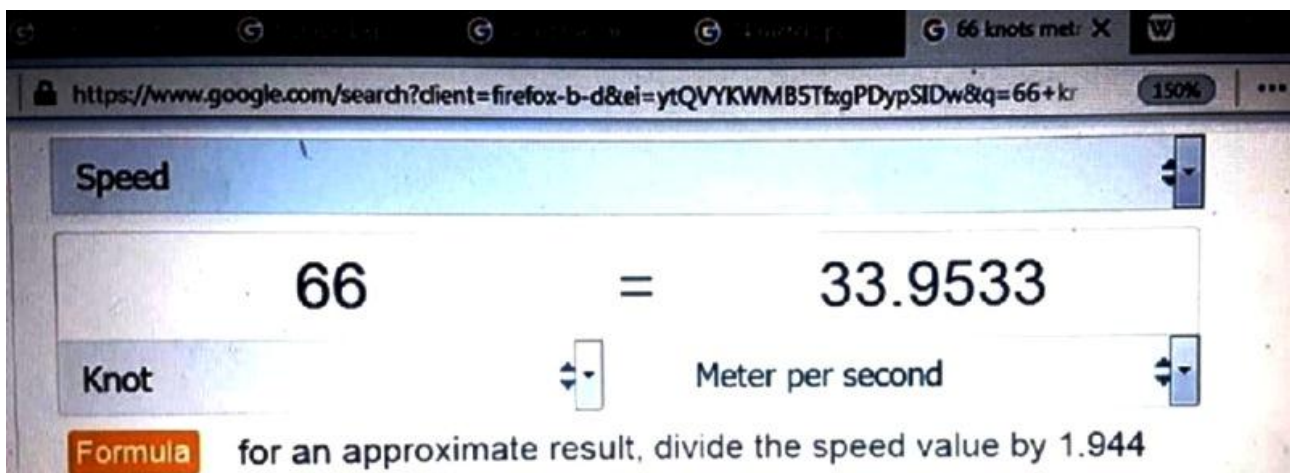 66 knots metr
https://www.google.com/search?client=firefox-b-d&ei=ytQVYKWMB5TfxgPDypSIDw&q=66+kr 150%
Speed
66 = 33.9533
Knot Meter per second
Formula for an approximate result, divide the speed value by 1.944